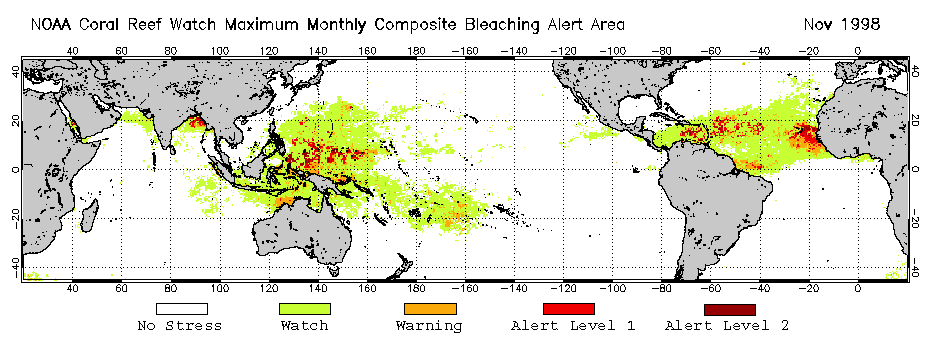 NOAA Coral Reef Watch Maximum Monthly Composite Bleaching Alert Area Nov 1998
40 60 80 100 120 140 160 180 -160 -140 -120 -100 -80 -60 -40 -20 0
40 40
20 20
0 0
-20 -20
-40 -40
40 60 80 100 120 140 160 180 -160 -140 -120 -100 -80 -60 -40 -20 0
No Stress Watch Warning Alert Level 1 Alert Level 2